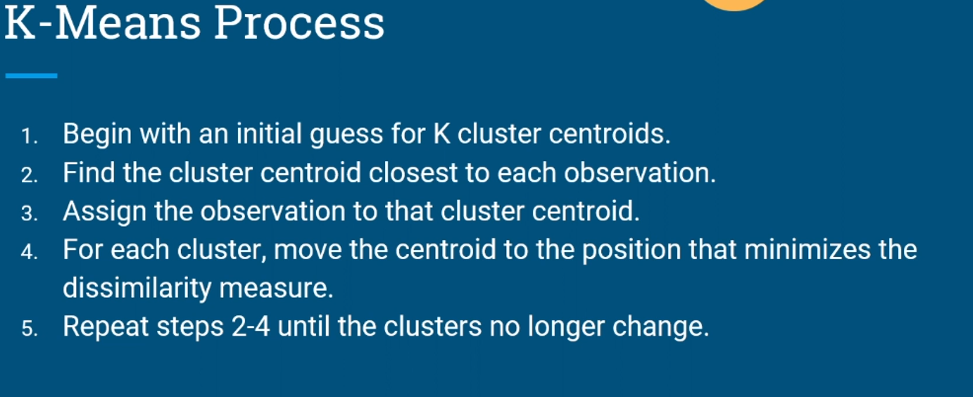 K-Means Process
1. Begin with an initial guess for K cluster centroids.
2. Find the cluster centroid closest to each observation.
3. Assign the observation to that cluster centroid.
4. For each cluster, move the centroid to the position that minimizes the
dissimilarity measure.
5. Repeat steps 2-4 until the clusters no longer change.